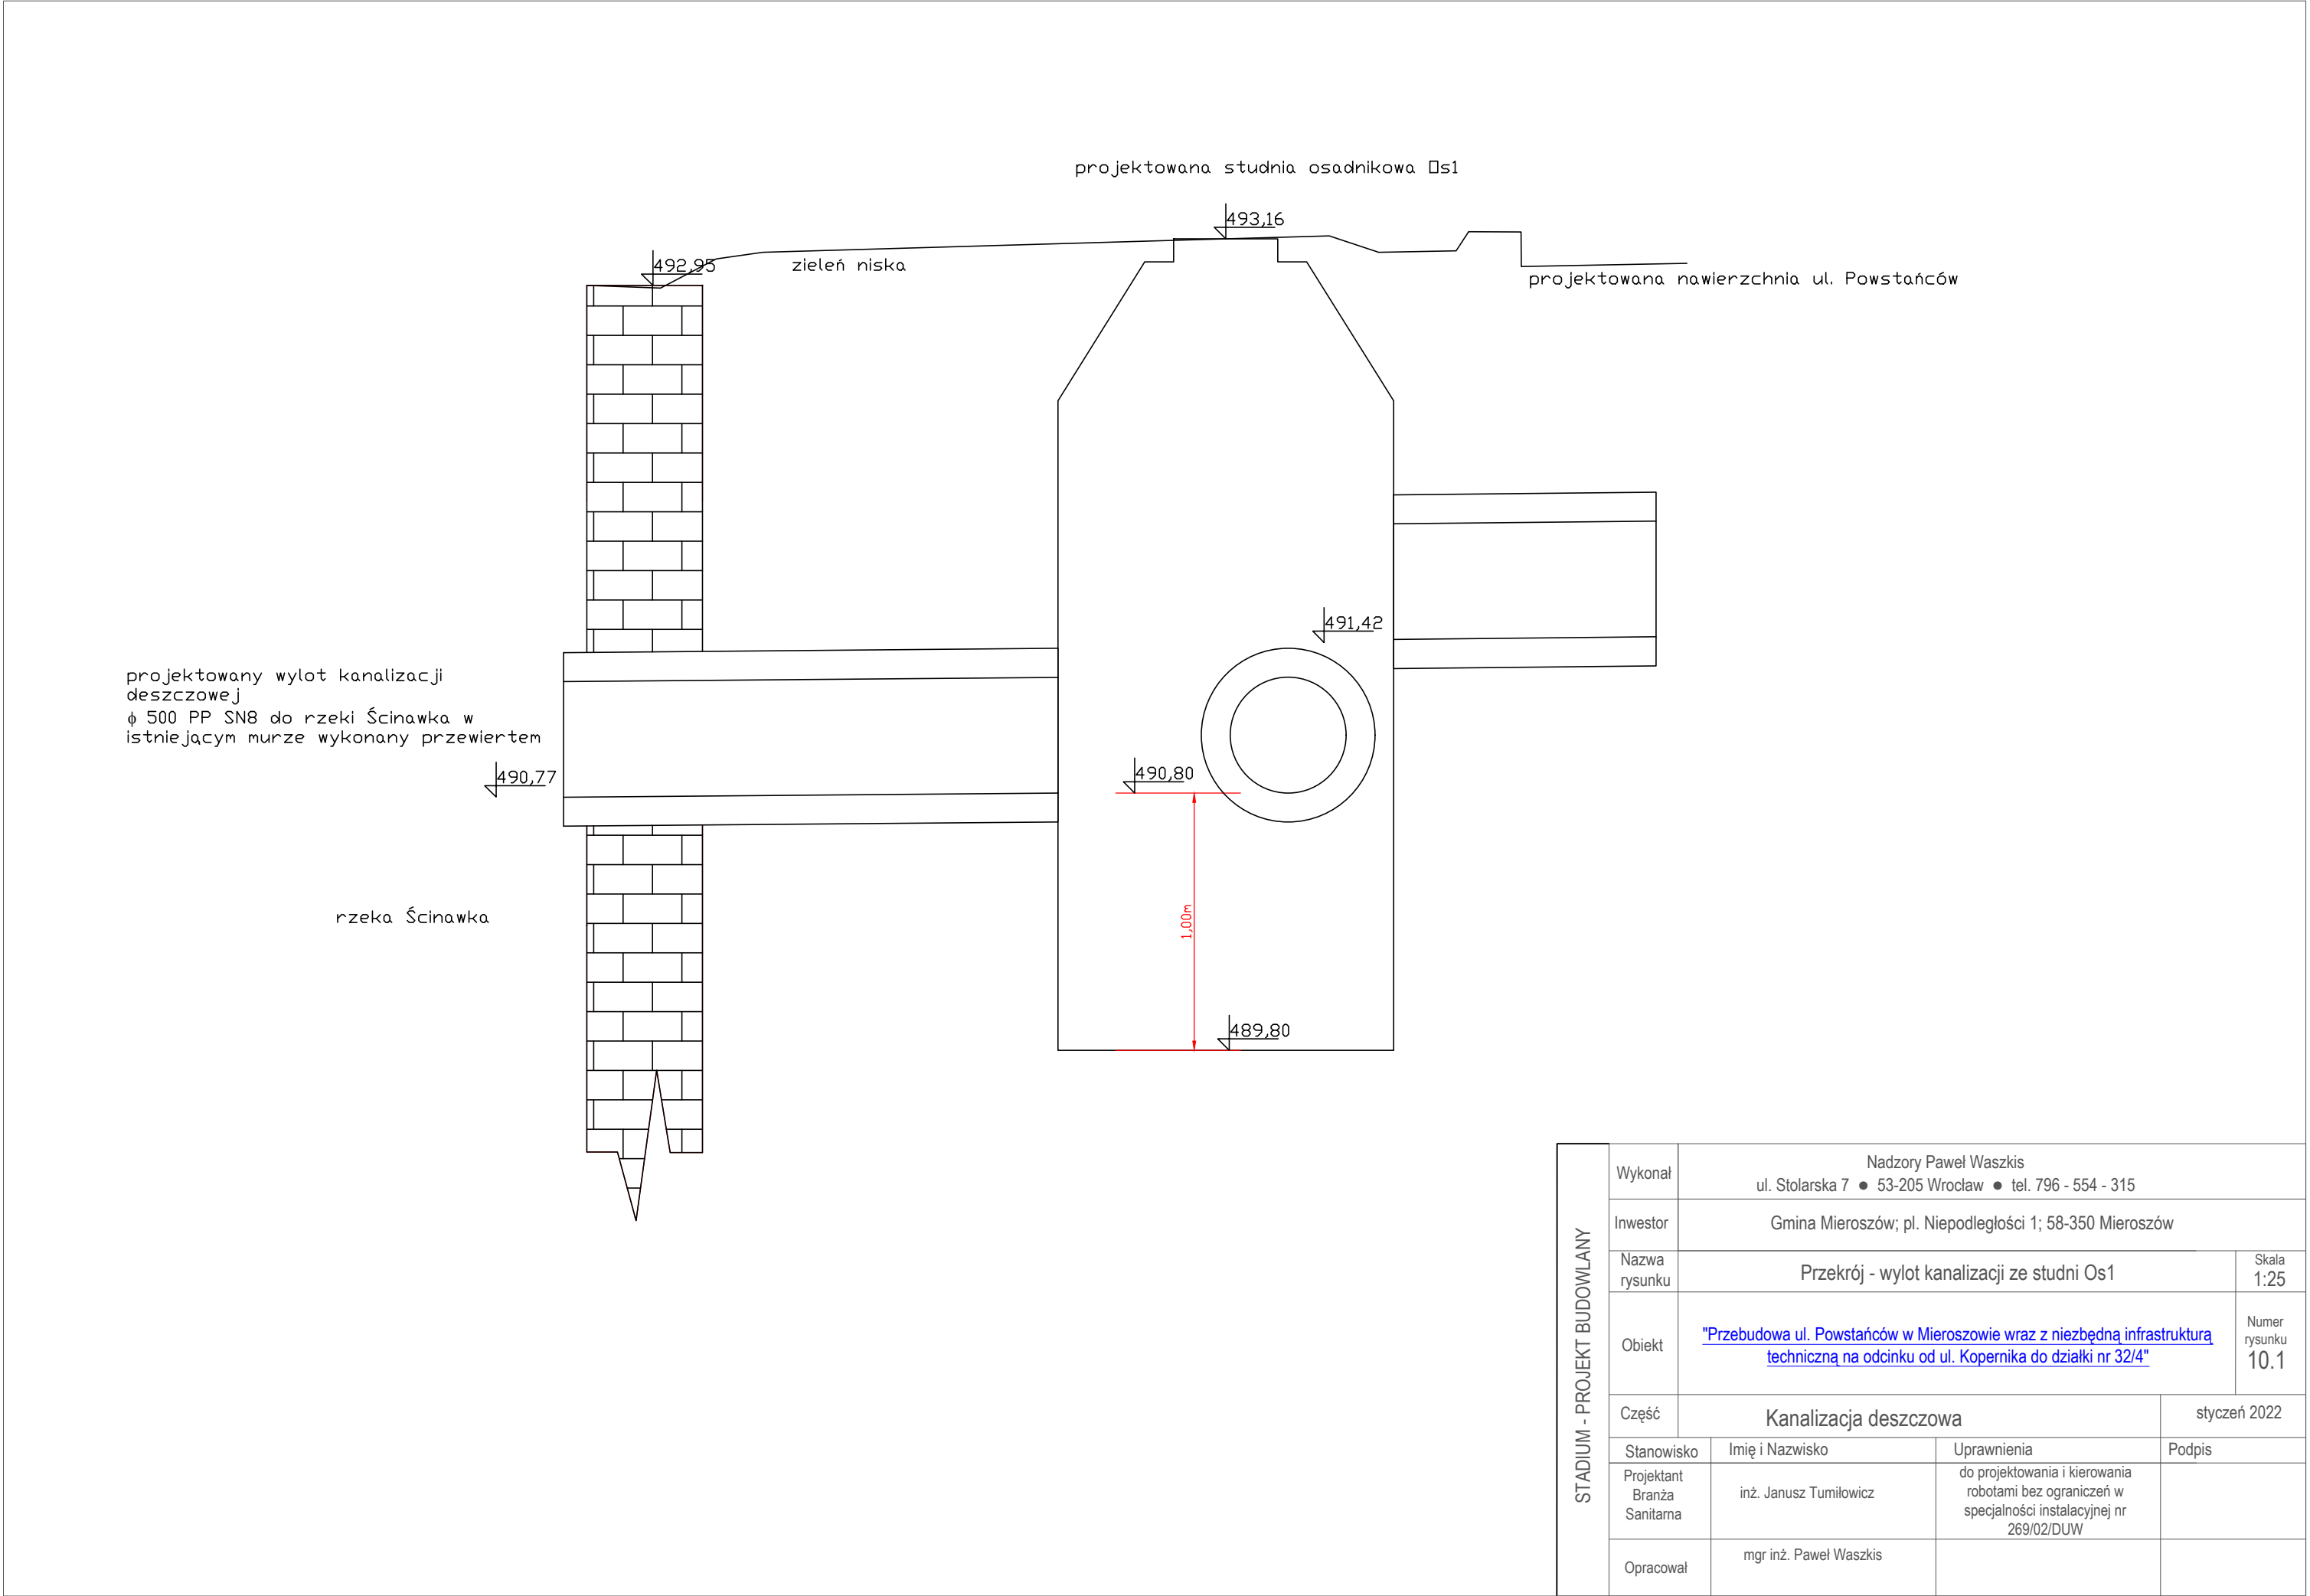 projektowana studnia osadnikowa □s1
493,16
492,95
zieleń niska
projektowana nawierzchnia ul. Powstańców
491,42
projektowany wylot kanalizacji
deszczowej
ϕ 500 PP SN8 do rzeki Ścinawka w
istniejącym murze wykonany przewiertem
490,77
490,80
1,00m
rzeka Ścinawka
489,80
STADIUM - PROJEKT BUDOWLANY
Wykonał
Nadzory Paweł Waszkis
ul. Stolarska 7 ● 53-205 Wrocław ● tel. 796 - 554 - 315
Inwestor
Gmina Mieroszów; pl. Niepodległości 1; 58-350 Mieroszów
Nazwa
rysunku
Przekrój - wylot kanalizacji ze studni Os1
Skala
1:25
Obiekt
"Przebudowa ul. Powstańców w Mieroszowie wraz z niezbędną infrastrukturą
techniczną na odcinku od ul. Kopernika do działki nr 32/4"
Numer
rysunku
10.1
Część
Kanalizacja deszczowa
styczeń 2022
Stanowisko
Imię i Nazwisko
Uprawnienia
Podpis
Projektant
Branża
Sanitarna
inż. Janusz Tumiłowicz
do projektowania i kierowania
robotami bez ograniczeń w
specjalności instalacyjnej nr
269/02/DUW
Opracował
mgr inż. Paweł Waszkis